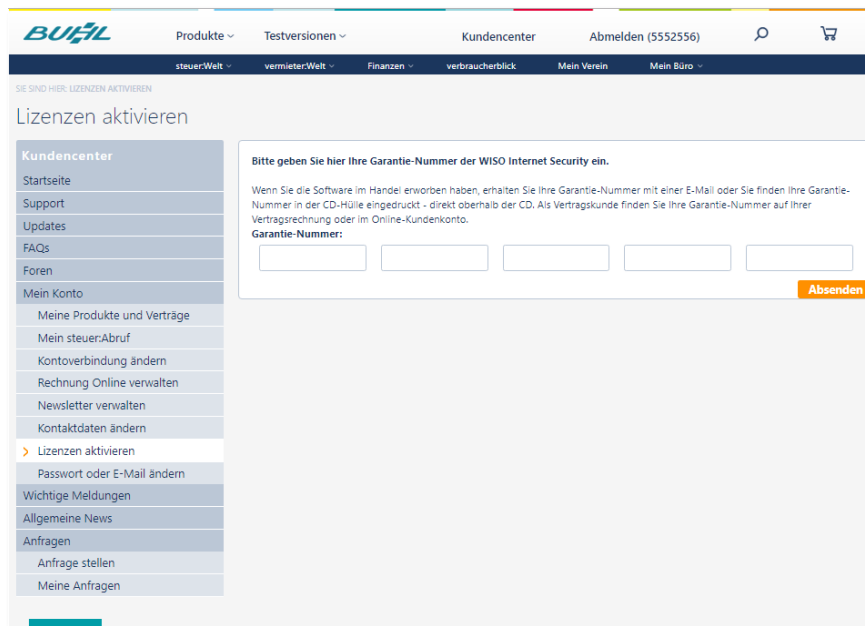 BUHL
Produkte Testversionen Kundencenter Abmelden (5552556)
steuer:Welt vermieter:Welt Finanzen verbraucherblick Mein Verein Mein Büro
SIE SIND HIER: LIZENZEN AKTIVIEREN
Lizenzen aktivieren
Kundencenter
Startseite
Support
Updates
FAQs
Foren
Mein Konto
Meine Produkte und Verträge
Mein steuer:Abruf
Kontoverbindung ändern
Rechnung Online verwalten
Newsletter verwalten
Kontaktdaten ändern
Lizenzen aktivieren
Passwort oder E-Mail ändern
Wichtige Meldungen
Allgemeine News
Anfragen
Anfrage stellen
Meine Anfragen
Bitte geben Sie hier Ihre Garantie-Nummer der WISO Internet Security ein.
Wenn Sie die Software im Handel erworben haben, erhalten Sie Ihre Garantie-Nummer mit einer E-Mail oder Sie finden Ihre Garantie-
Nummer in der CD-Hülle eingedruckt - direkt oberhalb der CD. Als Vertragskunde finden Sie Ihre Garantie-Nummer auf Ihrer
Vertragsrechnung oder im Online-Kundenkonto.
Garantie-Nummer:
Absenden